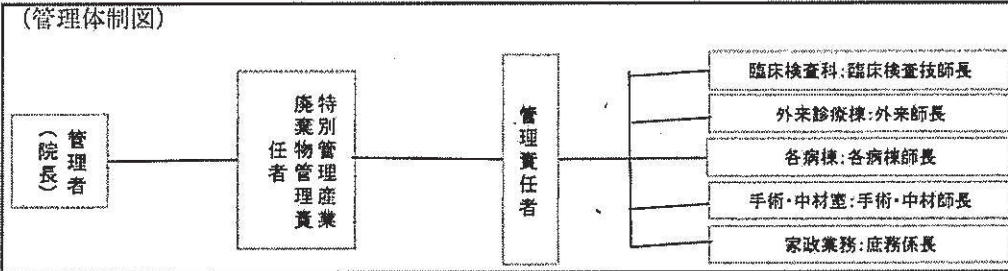 (管理体制図)
管理者
(院長)
特別管理産業
廃棄物管理責
任者
管理責任者
臨床検査科:臨床検査技師長
外来診療棟:外来師長
各病棟:各病棟師長
手術・中材室:手術・中材師長
家政業務:庶務係長